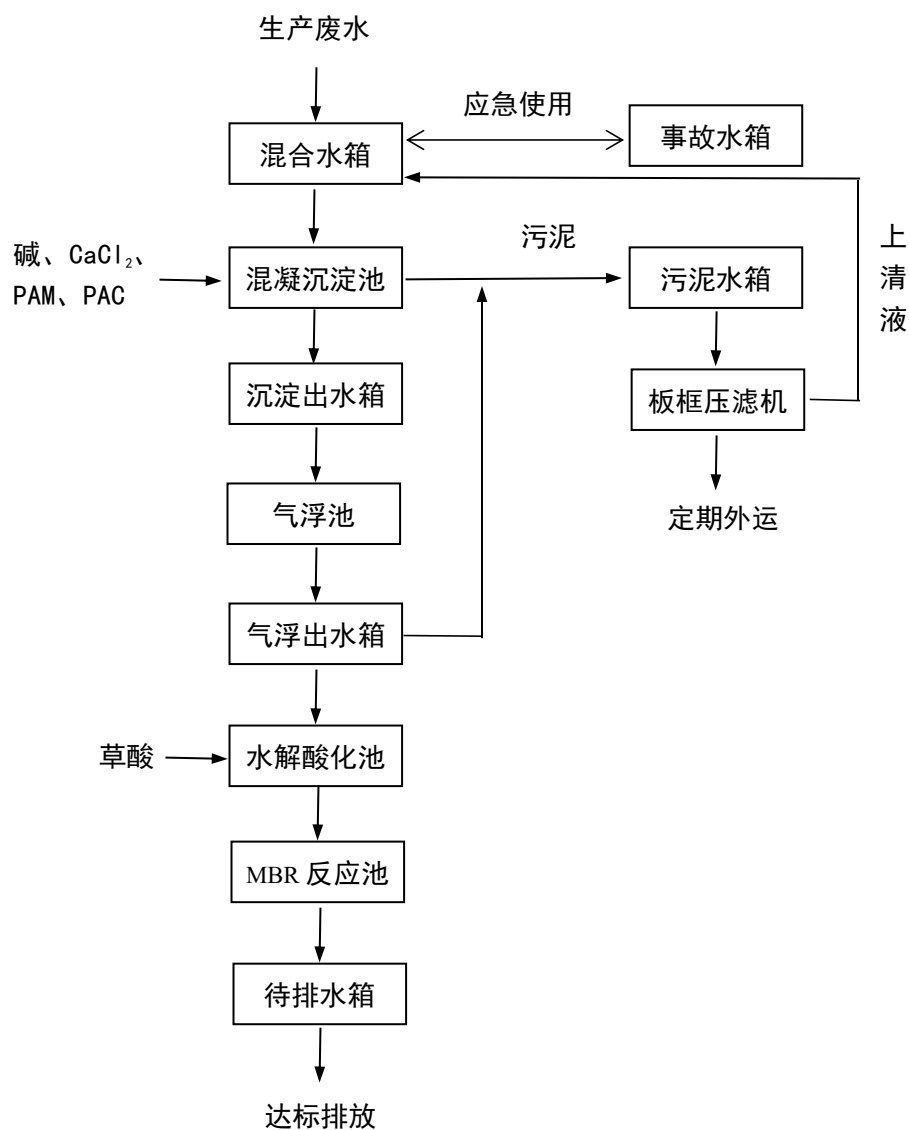 生产废水
应急使用
混合水箱
事故水箱
碱、CaCl₂、
PAM、PAC
混凝沉淀池
污泥
污泥水箱
上
清
液
沉淀出水箱
板框压滤机
气浮池
定期外运
气浮出水箱
草酸
水解酸化池
MBR 反应池
待排水箱
达标排放